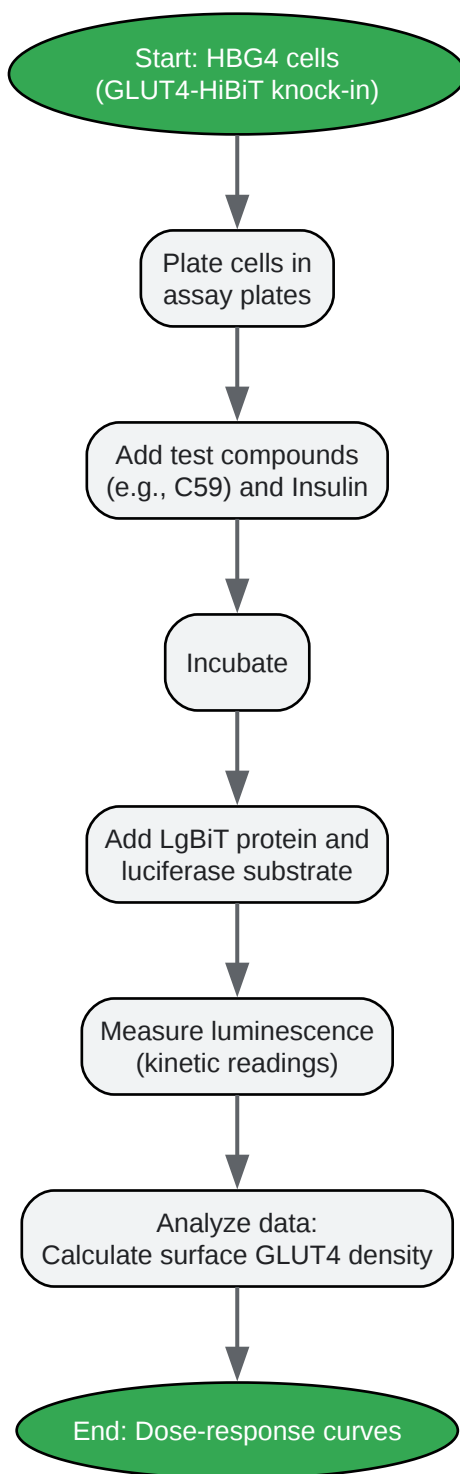 Start: HBG4 cells
(GLUT4-HiBiT knock-in)
Plate cells in
assay plates
Add test compounds
(e.g., C59) and Insulin
Incubate
Add LgBiT protein and
luciferase substrate
Measure luminescence
(kinetic readings)
Analyze data:
Calculate surface GLUT4 density
End: Dose-response curves